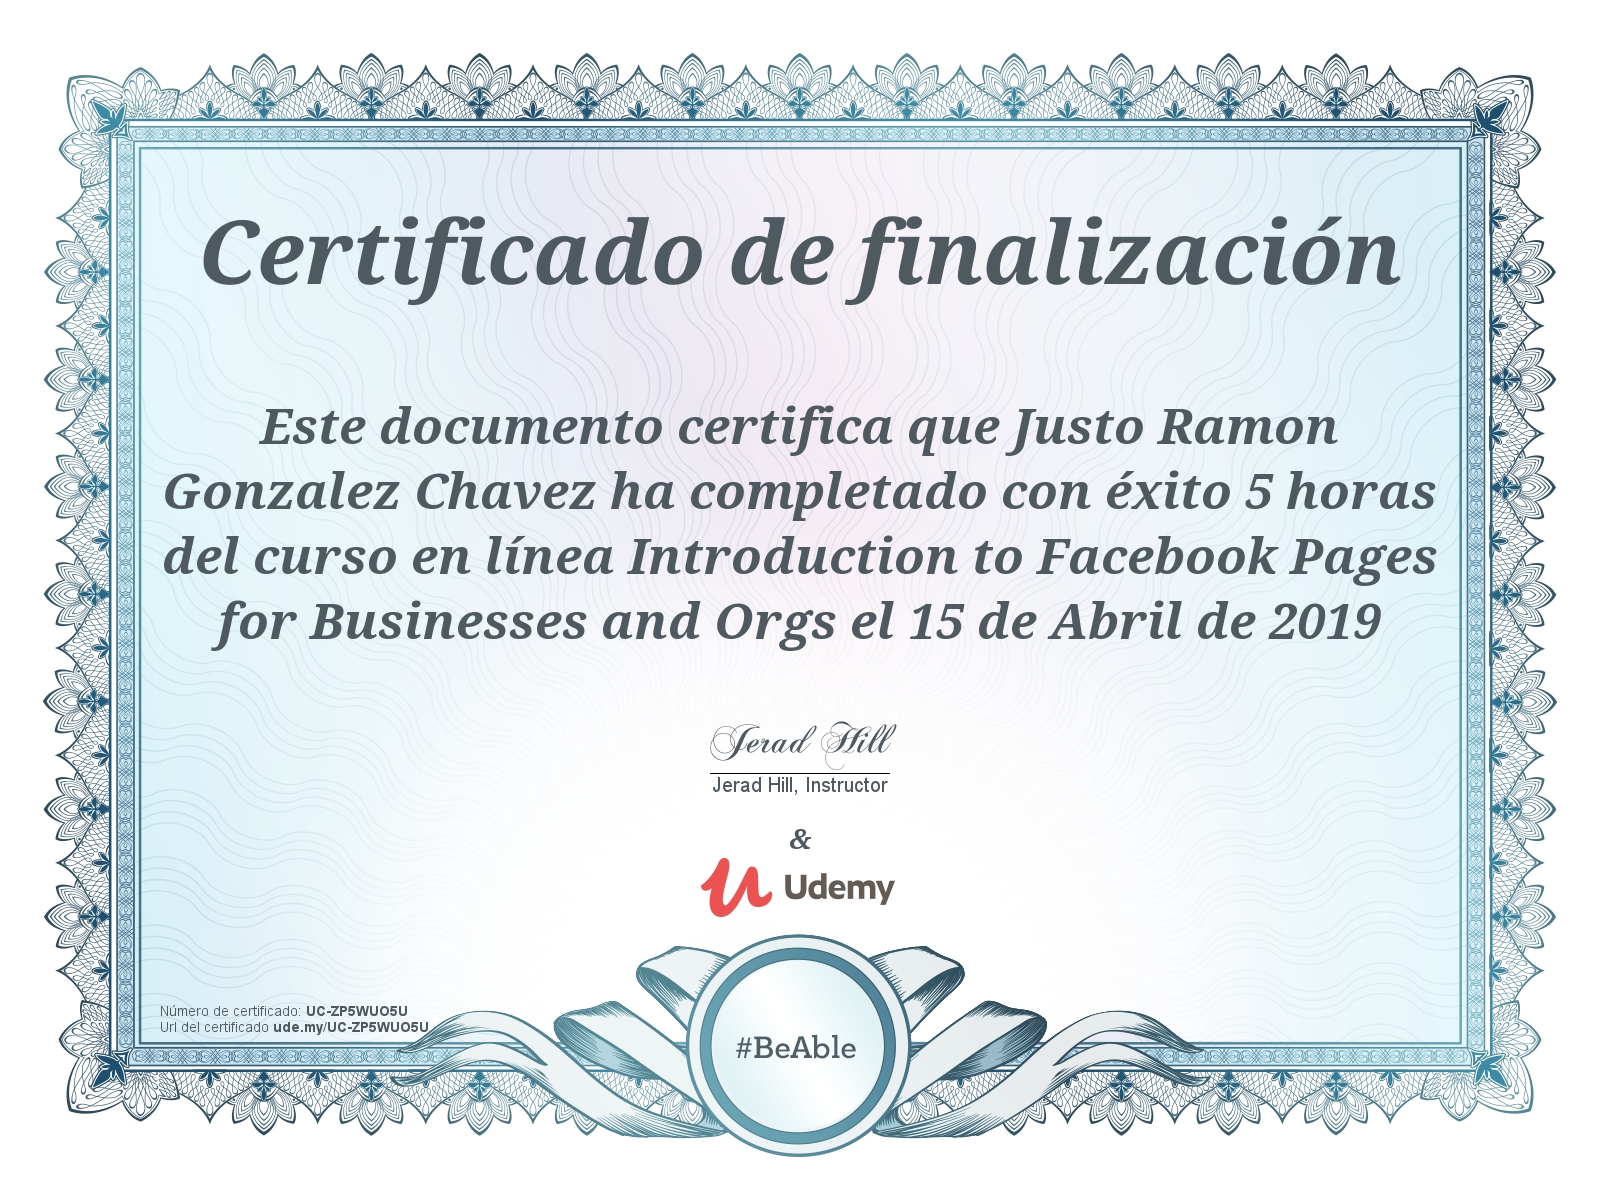 Certificado de finalización
Este documento certifica que Justo Ramon
Gonzalez Chavez ha completado con éxito 5 horas
del curso en línea Introduction to Facebook Pages
for Businesses and Orgs el 15 de Abril de 2019
Jerad Hill
Jerad Hill, Instructor
&
Udemy
#BeAble
Número de certificado: UC-ZP5WUO5U
Url del certificado ude.my/UC-ZP5WUO5U